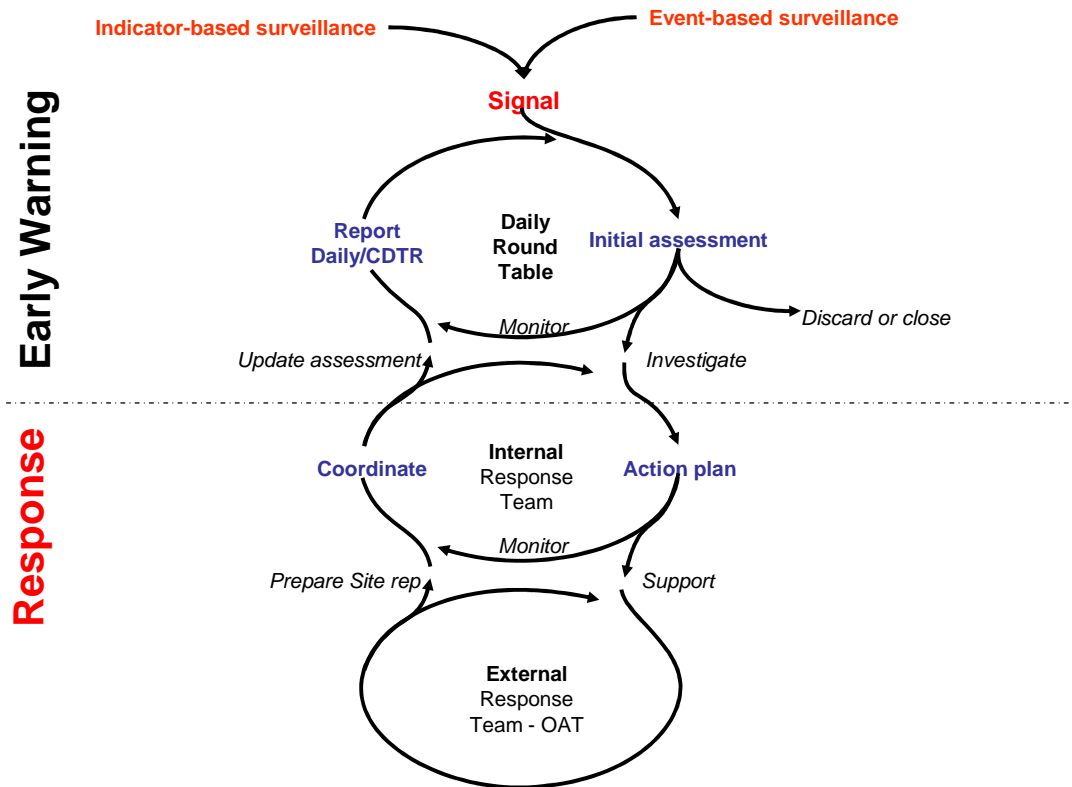 Indicator-based surveillance
Event-based surveillance
Signal
Early Warning
Report
Daily/CDTR
Daily
Round
Table
Initial assessment
Monitor
Discard or close
Update assessment
Investigate
Response
Coordinate
Internal
Response
Team
Action plan
Monitor
Prepare Site rep
Support
External
Response
Team - OAT